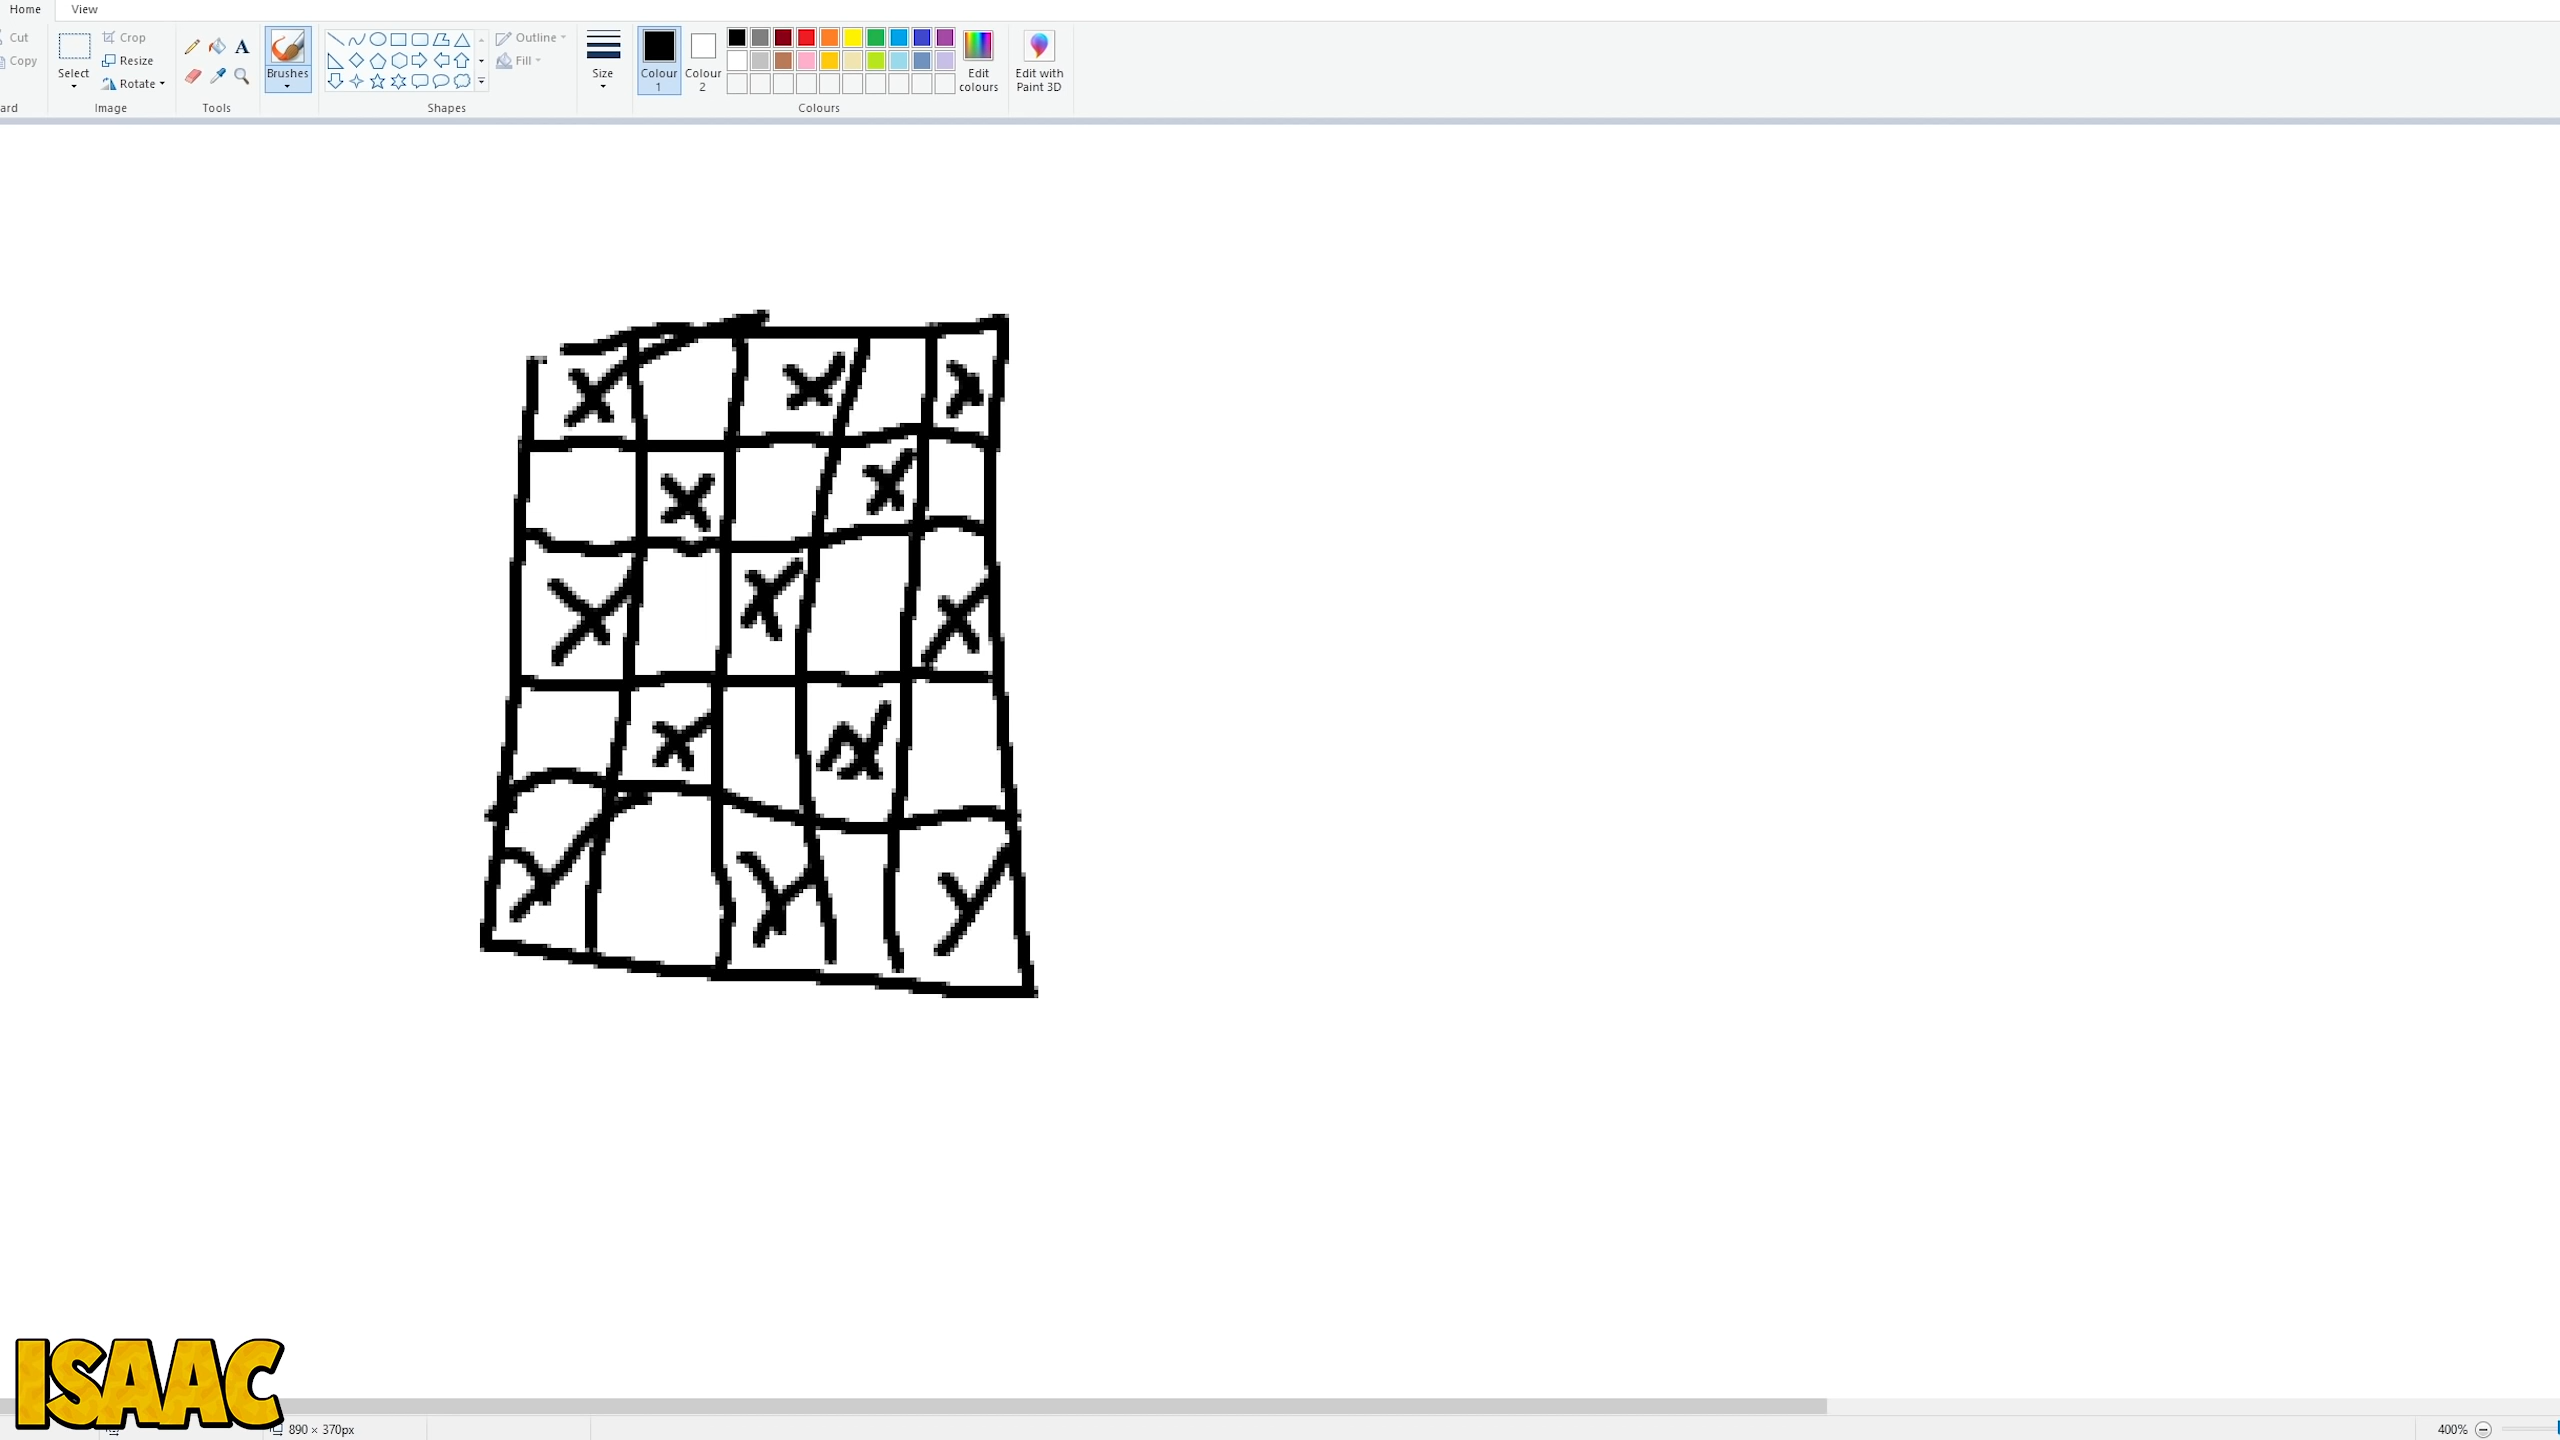 Home View
Cut Crop A Outline
Copy Select Resize Brushes Fill Size Colour 1 Colour 2 Edit colours Edit with Paint 3D
Rotate
ard Image Tools Shapes Colours
X X X
X X
X X X
X X
X X X
ISAAC
890 × 370px 400%